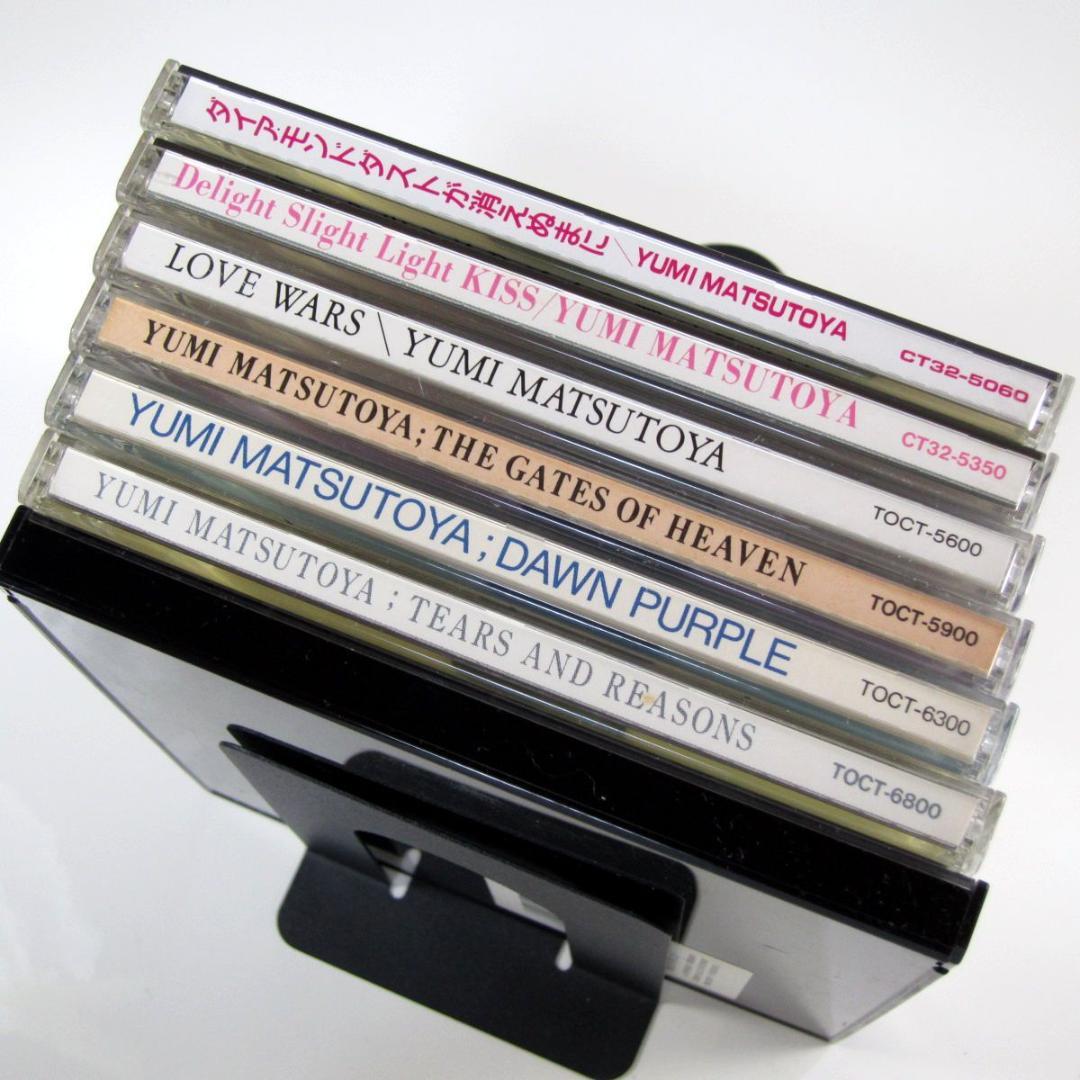 ダイアモンドダストが消えぬまに／YUMI MATSUTOYA CT32-5060
Delight Slight Light KISS/YUMI MATSUTOYA CT32-5350
LOVE WARS \ YUMI MATSUTOYA TOCT-5600
YUMI MATSUTOYA; THE GATES OF HEAVEN TOCT-5900
YUMI MATSUTOYA ; DAWN PURPLE TOCT-6300
YUMI MATSUTOYA ; TEARS AND REASONS TOCT-6800